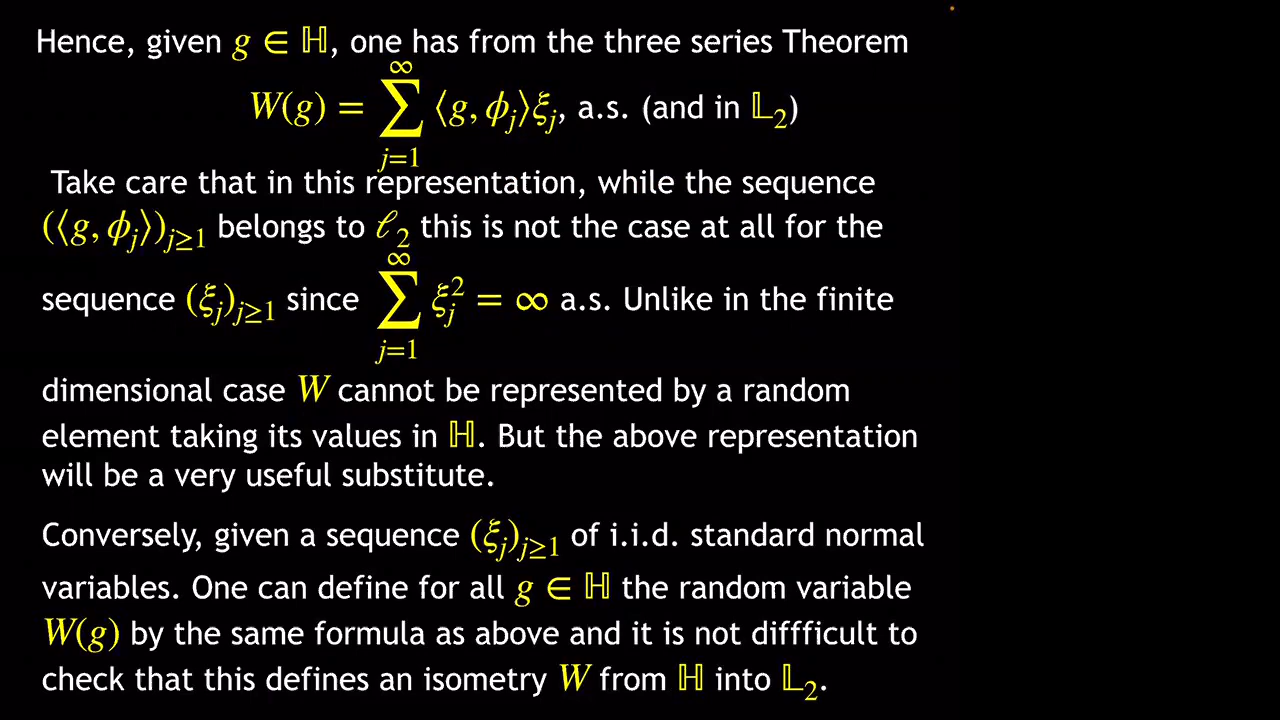 Hence, given g ∈ ℍ, one has from the three series Theorem
W(g) = ∑_{j=1}^{∞} ⟨g, ϕ_j⟩ξ_j, a.s. (and in 𝕃_2)
Take care that in this representation, while the sequence
(⟨g, ϕ_j⟩)_{j≥1} belongs to ℓ_2 this is not the case at all for the
sequence (ξ_j)_{j≥1} since ∑_{j=1}^{∞} ξ_j^2 = ∞ a.s. Unlike in the finite
dimensional case W cannot be represented by a random
element taking its values in ℍ. But the above representation
will be a very useful substitute.
Conversely, given a sequence (ξ_j)_{j≥1} of i.i.d. standard normal
variables. One can define for all g ∈ ℍ the random variable
W(g) by the same formula as above and it is not diffficult to
check that this defines an isometry W from ℍ into 𝕃_2.